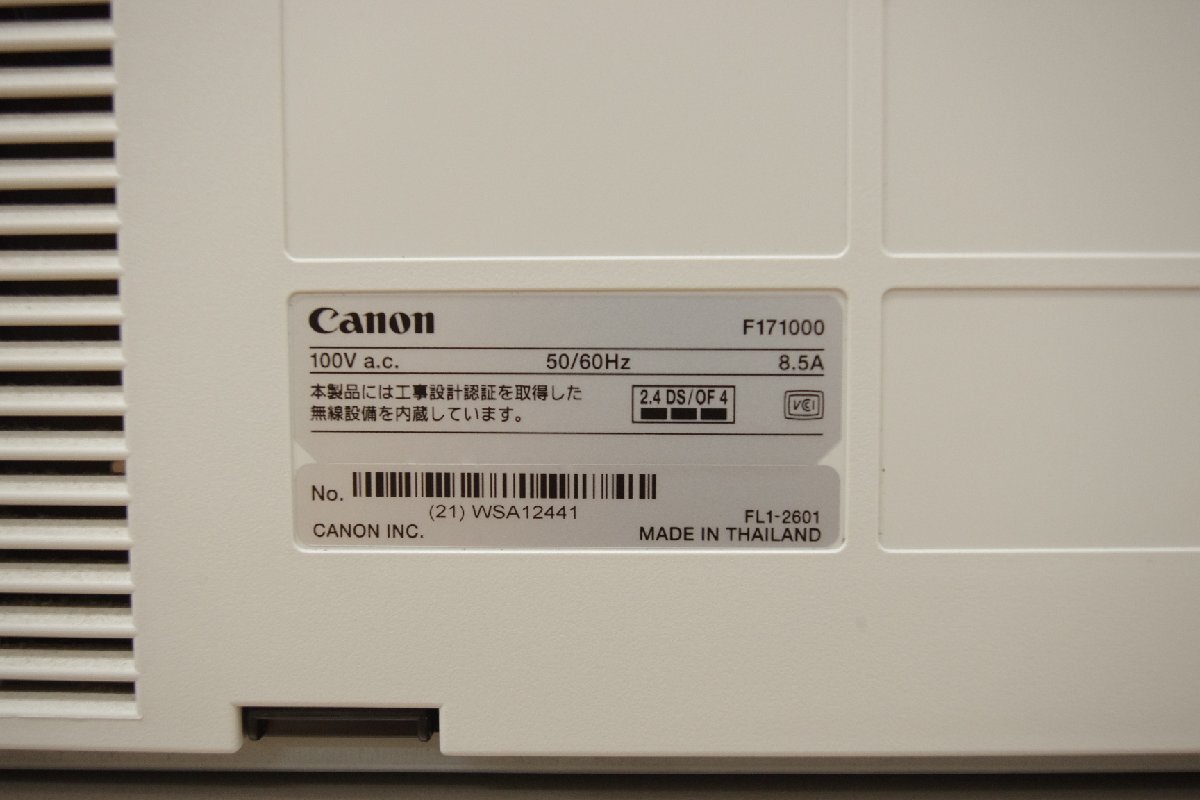 Canon F171000
100V a.c. 50/60Hz 8.5A
本製品には工事設計認証を取得した
無線設備を内蔵しています。
2.4 DS/OF 4
VCI
No.
(21) WSA12441
FL1-2601
CANON INC. MADE IN THAILAND